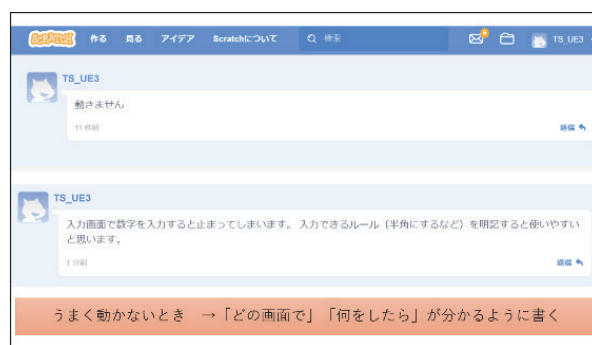 SCRATCH 作る 見る アイデア Scratchについて 検索 TS_UE3
TS_UE3
動きません
11 秒前 返信
TS_UE3
入力画面で数字を入力すると止まってしまいます。 入力できるルール（半角にするなど）を明記すると使いやすい
と思います。
1 分前 返信
うまく動かないとき →「どの画面で」「何をしたら」が分かるように書く